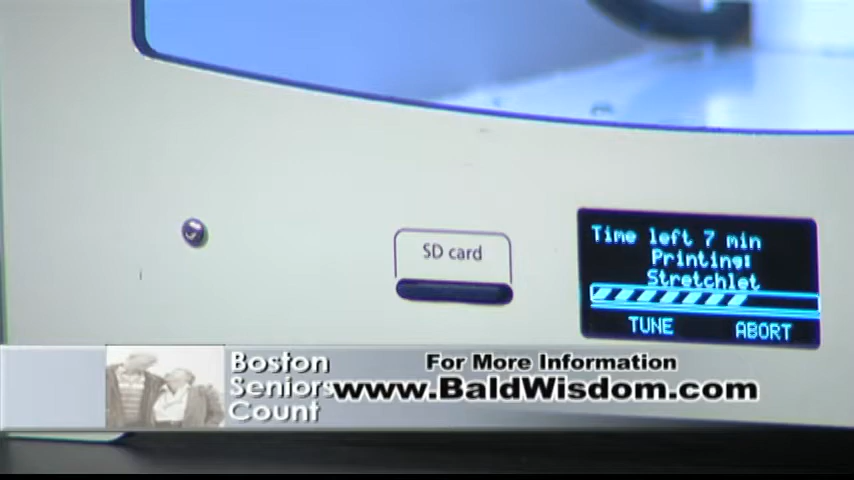 SD card
Time left 7 min
Printing:
Stretchlet
TUNE
ABORT
Boston
Seniors
Count
For More Information
www.BaldWisdom.com